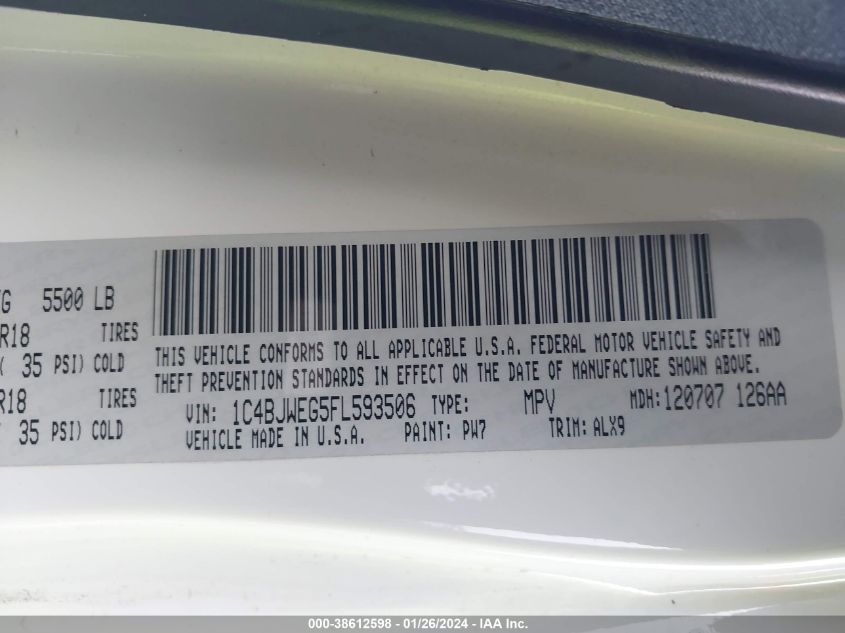 TG 5500 LB
R18 TIRES
( 35 PSI) COLD
R18 TIRES
35 PSI) COLD
THIS VEHICLE CONFORMS TO ALL APPLICABLE U.S.A. FEDERAL MOTOR VEHICLE SAFETY AND
THEFT PREVENTION STANDARDS IN EFFECT ON THE DATE OF MANUFACTURE SHOWN ABOVE.
VIN: 1C4BJWEG5FL593506 TYPE: MPV MDH:120707 126AA
VEHICLE MADE IN U.S.A. PAINT: PW7 TRIM: ALX9
000-38612598 - 01/26/2024 - IAA Inc.